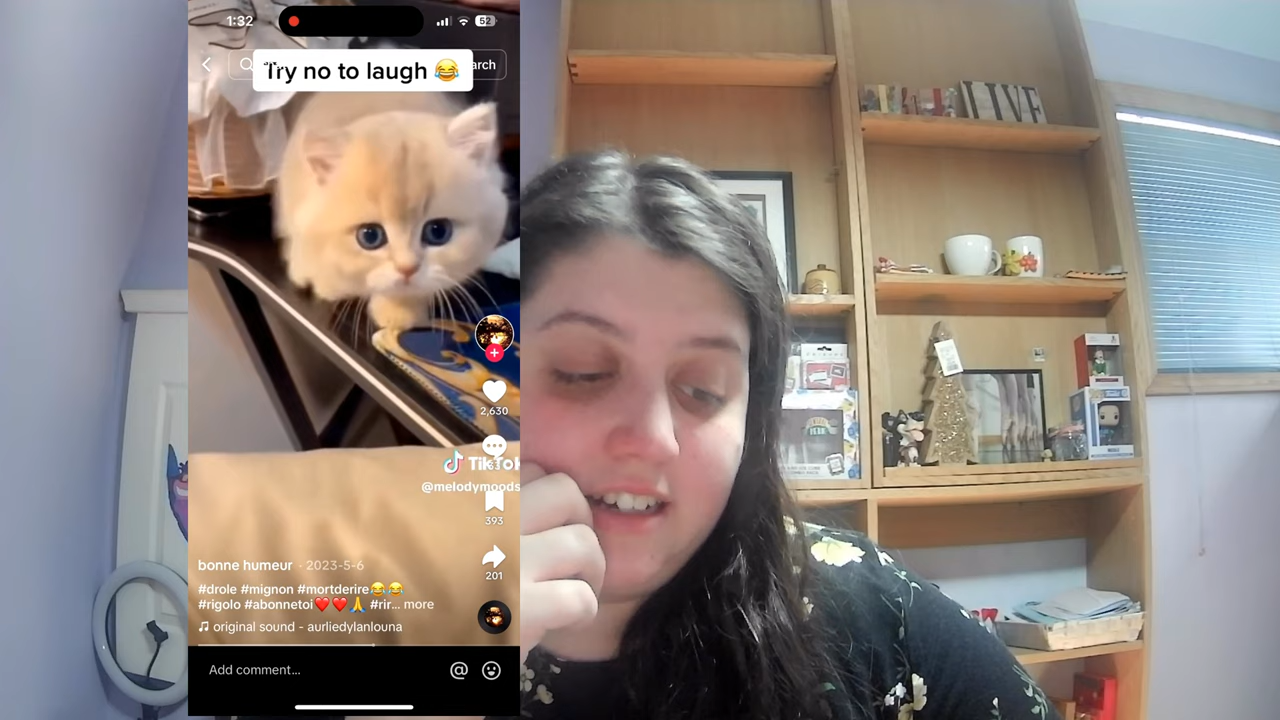 1:32
52
Try no to laugh 😂
arch
2,630
TikTok
@melodymoods
393
bonne humeur · 2023-5-6
201
#drole #mignon #mortderire😂😂
#rigolo #abonnetoi❤️❤️🙏 #rir... more
original sound - aurliedylanlouna
Add comment...
@
LIVE